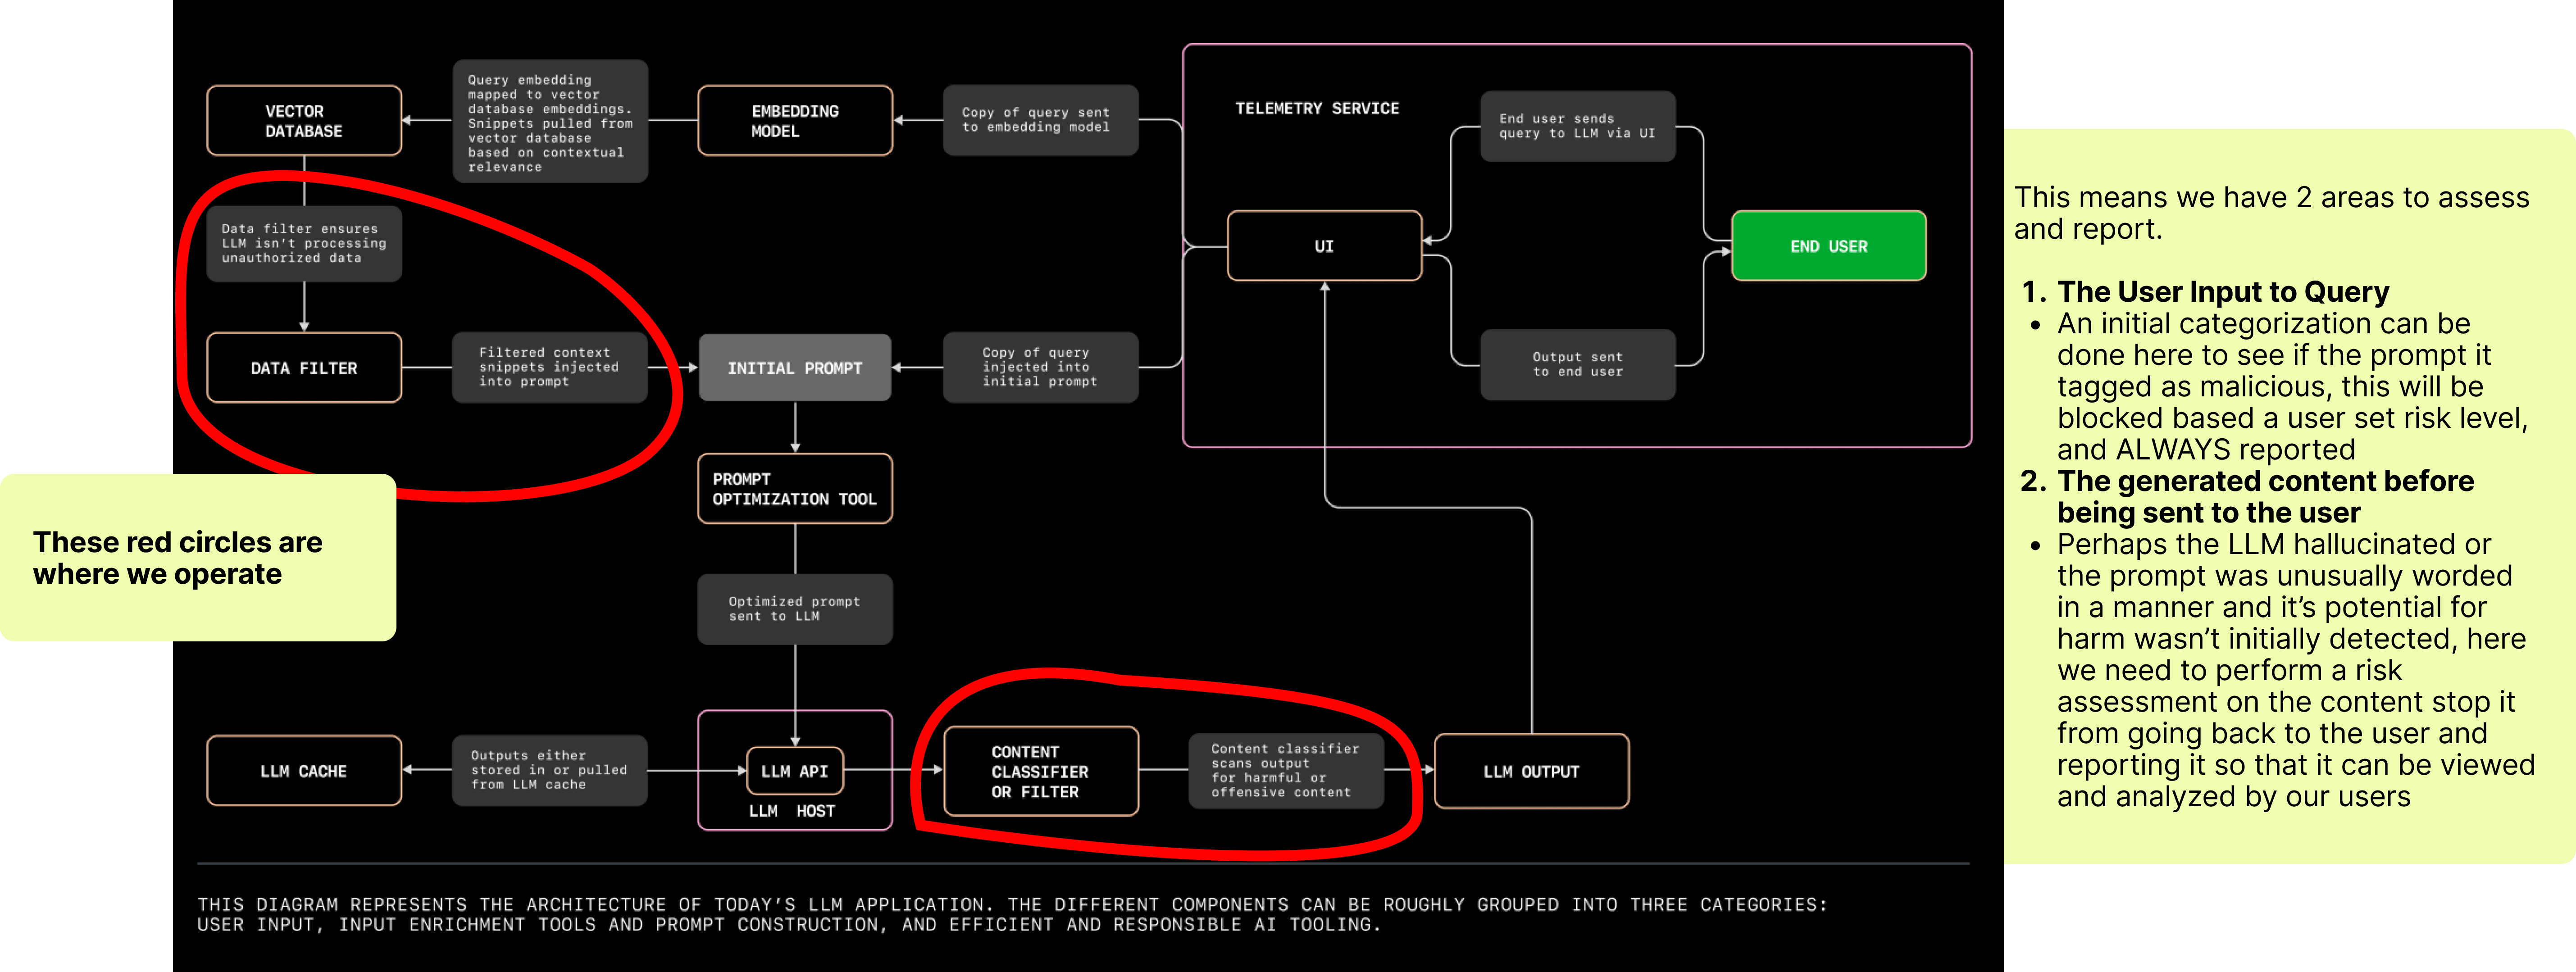 VECTOR
DATABASE
Query embedding
mapped to vector
database embeddings.
Snippets pulled from
vector database
based on contextual
relevance
EMBEDDING
MODEL
Copy of query sent
to embedding model
TELEMETRY SERVICE
End user sends
query to LLM via UI
UI
END USER
Output sent
to end user
Data filter ensures
LLM isn't processing
unauthorized data
DATA FILTER
Filtered context
snippets injected
into prompt
INITIAL PROMPT
Copy of query
injected into
initial prompt
PROMPT
OPTIMIZATION TOOL
Optimized prompt
sent to LLM
These red circles are
where we operate
LLM CACHE
Outputs either
stored in or pulled
from LLM cache
LLM API
LLM HOST
CONTENT
CLASSIFIER
OR FILTER
Content classifier
scans output
for harmful or
offensive content
LLM OUTPUT
THIS DIAGRAM REPRESENTS THE ARCHITECTURE OF TODAY'S LLM APPLICATION. THE DIFFERENT COMPONENTS CAN BE ROUGHLY GROUPED INTO THREE CATEGORIES:
USER INPUT, INPUT ENRICHMENT TOOLS AND PROMPT CONSTRUCTION, AND EFFICIENT AND RESPONSIBLE AI TOOLING.
This means we have 2 areas to assess
and report.
1. The User Input to Query
• An initial categorization can be
done here to see if the prompt it
tagged as malicious, this will be
blocked based a user set risk level,
and ALWAYS reported
2. The generated content before
being sent to the user
• Perhaps the LLM hallucinated or
the prompt was unusually worded
in a manner and it's potential for
harm wasn't initially detected, here
we need to perform a risk
assessment on the content stop it
from going back to the user and
reporting it so that it can be viewed
and analyzed by our users